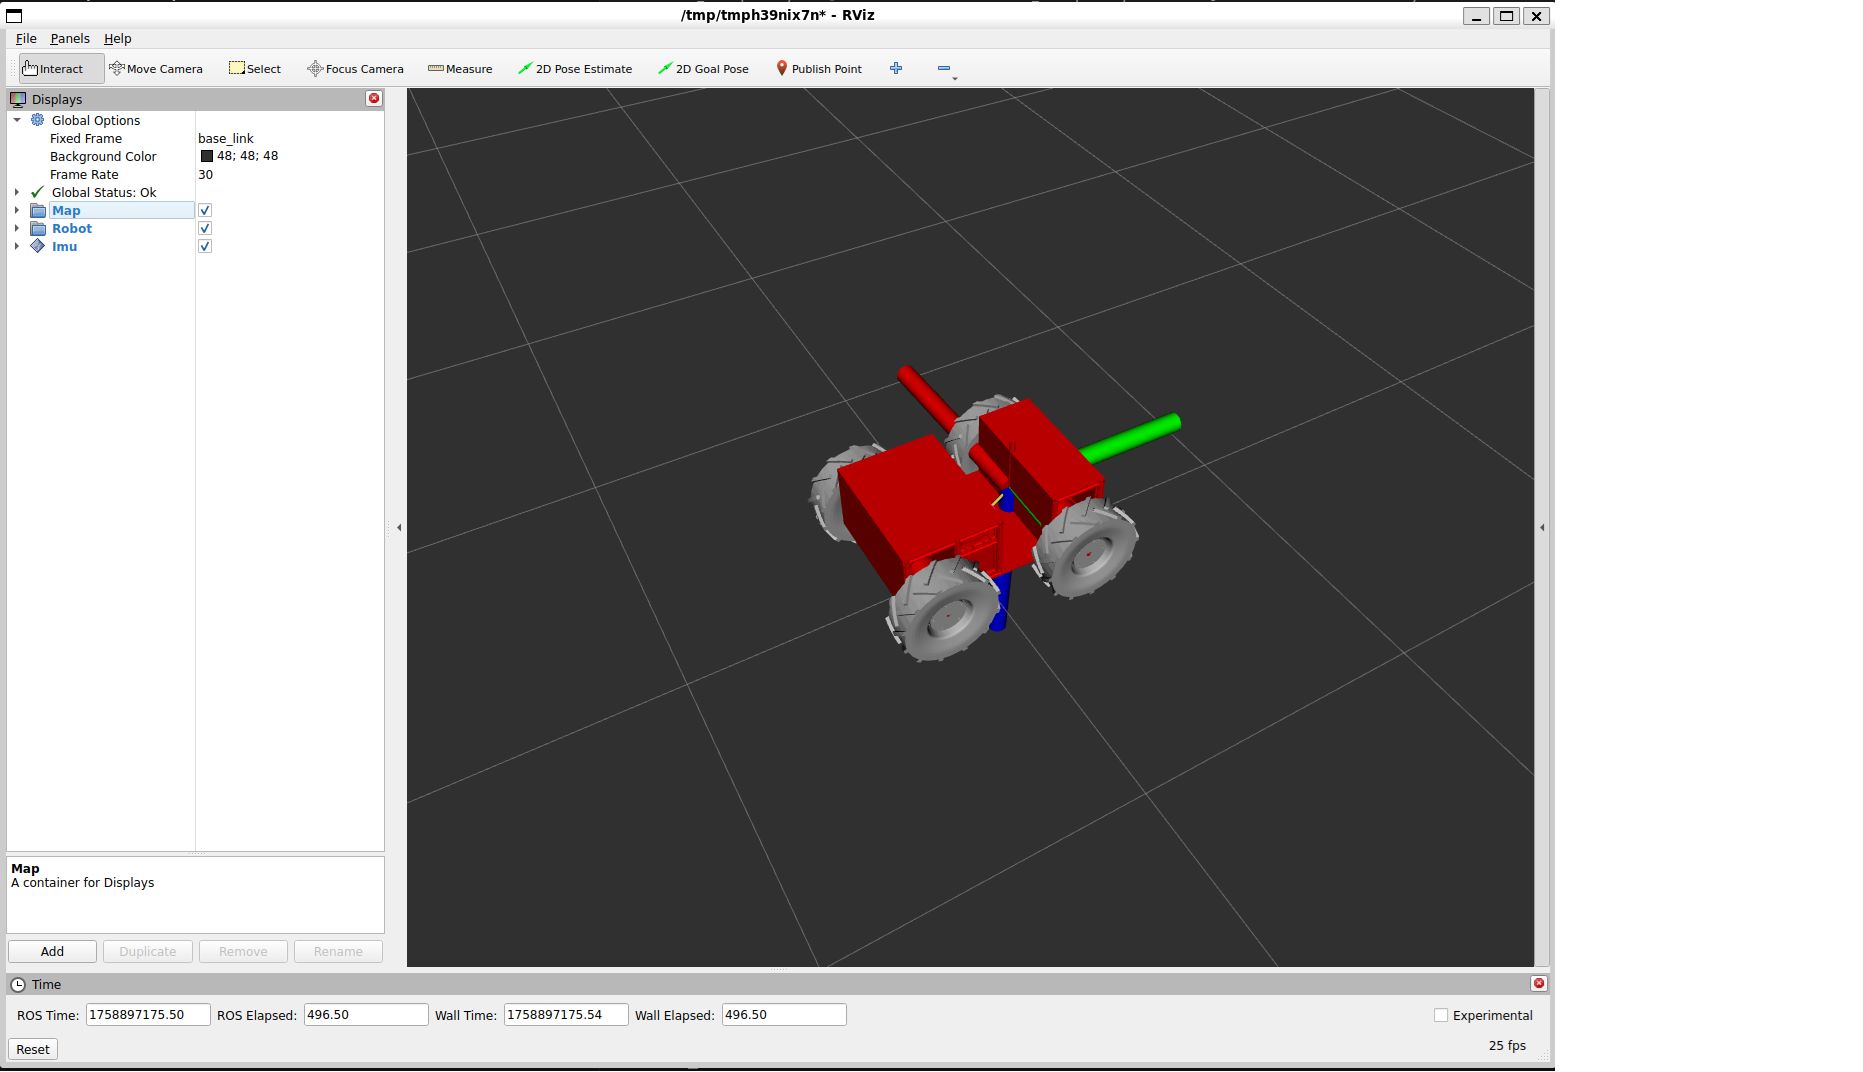 /tmp/tmph39nix7n* - RViz
File Panels Help
Interact Move Camera Select Focus Camera Measure 2D Pose Estimate 2D Goal Pose Publish Point
Displays
Global Options
Fixed Frame base_link
Background Color 48; 48; 48
Frame Rate 30
Global Status: Ok
Map
Robot
Imu
Map
A container for Displays
Add Duplicate Remove Rename
Time
ROS Time: 1758897175.50 ROS Elapsed: 496.50 Wall Time: 1758897175.54 Wall Elapsed: 496.50 Experimental
Reset 25 fps